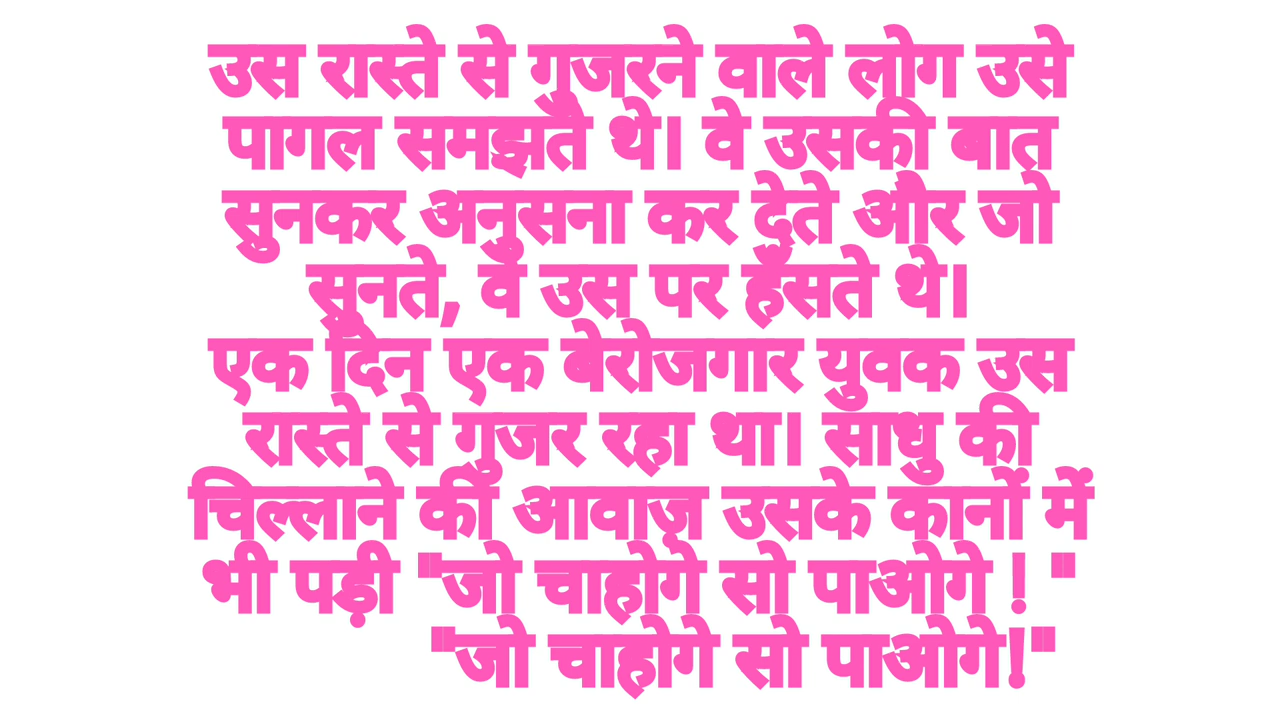 उस रास्ते से गुजरने वाले लोग उसे
पागल समझते थे। वे उसकी बात
सुनकर अनुसना कर देते और जो
सुनते, वे उस पर हँसते थे।
एक दिन एक बेरोजगार युवक उस
रास्ते से गुजर रहा था। साधु की
चिल्लाने की आवाज़ उसके कानों में
भी पड़ी "जो चाहोगे सो पाओगे ! "
"जो चाहोगे सो पाओगे!"